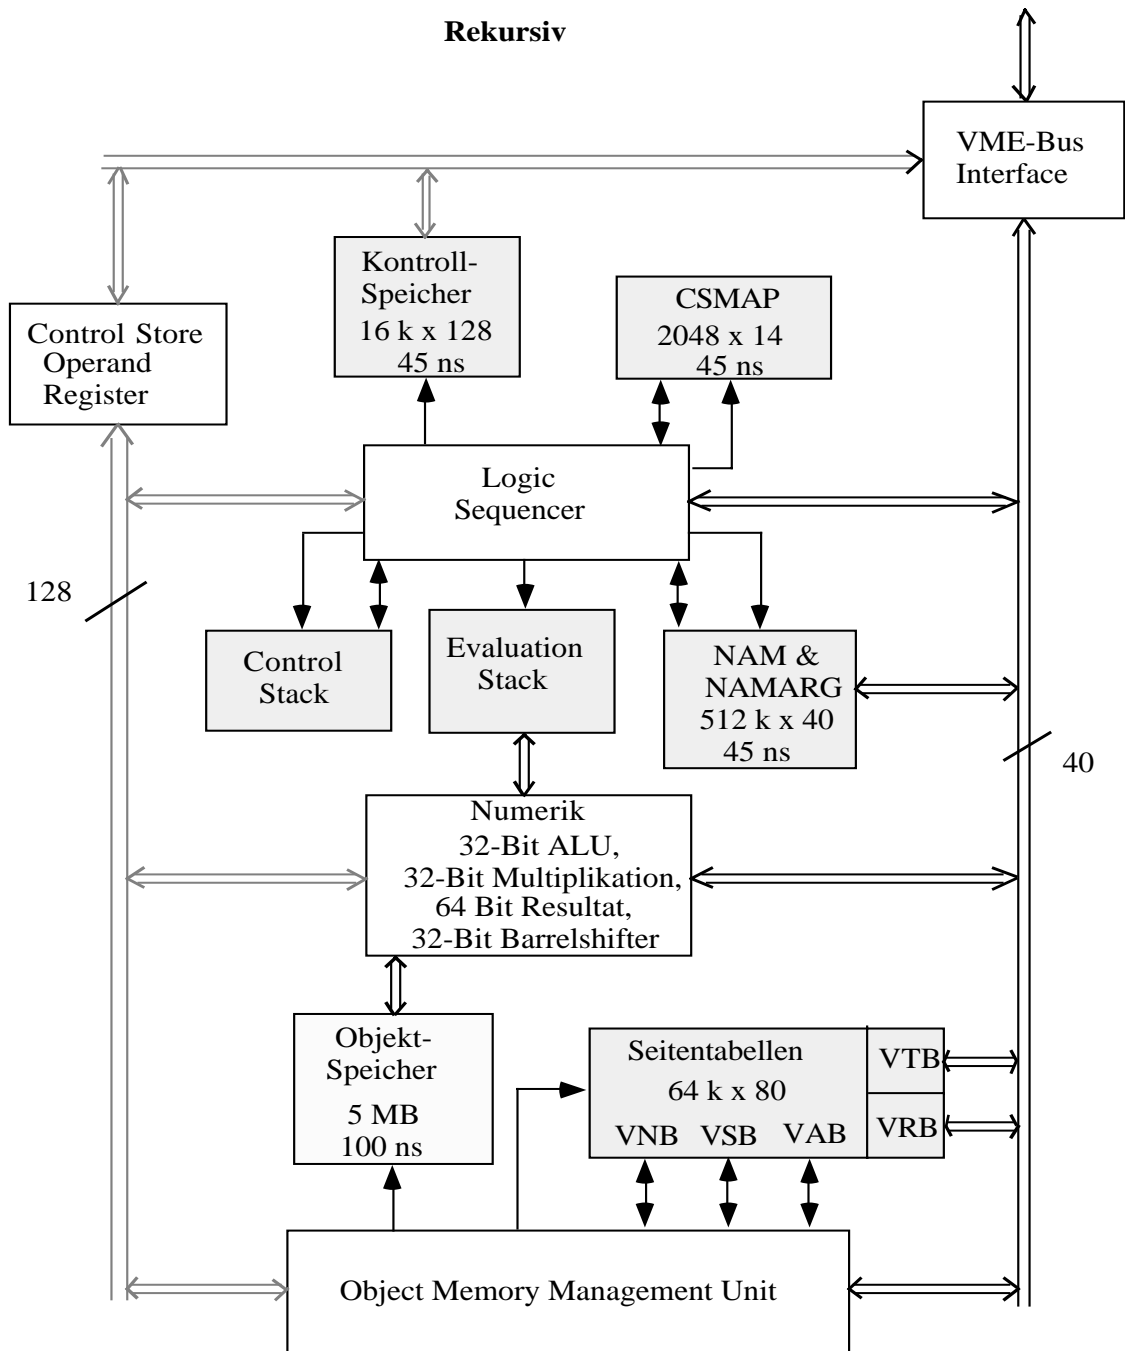 Rekursiv
VME-Bus
Interface
Kontroll-
Speicher
16 k x 128
45 ns
CSMAP
2048 x 14
45 ns
Control Store
Operand
Register
Logic
Sequencer
128
Control
Stack
Evaluation
Stack
NAM &
NAMARG
512 k x 40
45 ns
40
Numerik
32-Bit ALU,
32-Bit Multiplikation,
64 Bit Resultat,
32-Bit Barrelshifter
Objekt-
Speicher
5 MB
100 ns
Seitentabellen
64 k x 80
VNB VSB VAB
VTB
VRB
Object Memory Management Unit